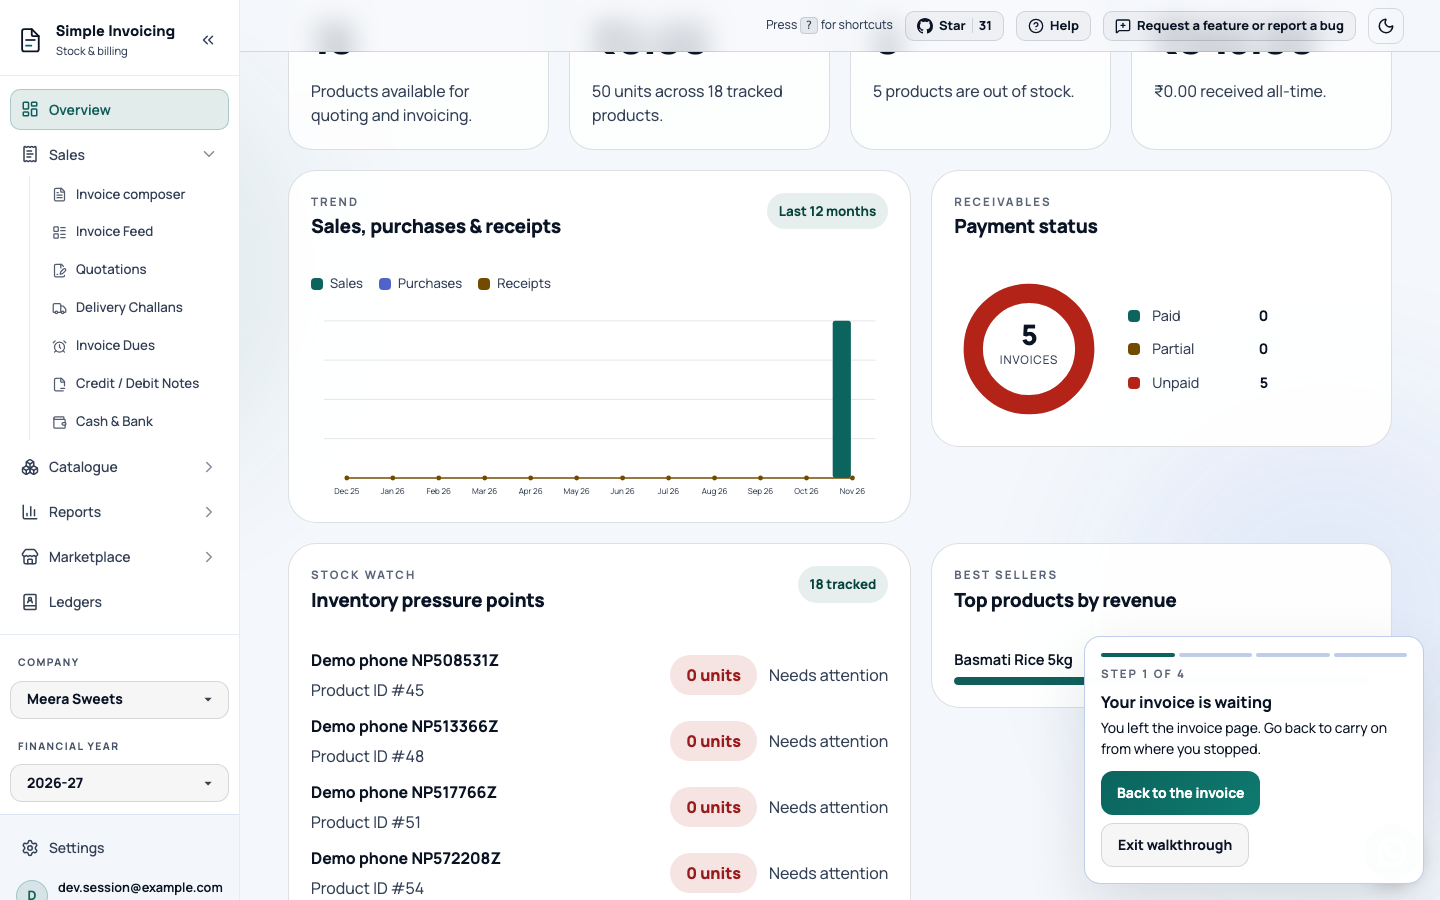 Simple Invoicing
Stock & billing
Press ? for shortcuts
Star 31
Help
Request a feature or report a bug
Overview
Sales
Invoice composer
Invoice Feed
Quotations
Delivery Challans
Invoice Dues
Credit / Debit Notes
Cash & Bank
Catalogue
Reports
Marketplace
Ledgers
COMPANY
Meera Sweets
FINANCIAL YEAR
2026-27
Settings
D
dev.session@example.com
Products available for
quoting and invoicing.
50 units across 18 tracked
products.
5 products are out of stock.
₹0.00 received all-time.
TREND
Sales, purchases & receipts
Last 12 months
Sales
Purchases
Receipts
Dec 25 Jan 26 Feb 26 Mar 26 Apr 26 May 26 Jun 26 Jul 26 Aug 26 Sep 26 Oct 26 Nov 26
RECEIVABLES
Payment status
5
INVOICES
Paid 0
Partial 0
Unpaid 5
STOCK WATCH
Inventory pressure points
18 tracked
Demo phone NP508531Z
Product ID #45
0 units Needs attention
Demo phone NP513366Z
Product ID #48
0 units Needs attention
Demo phone NP517766Z
Product ID #51
0 units Needs attention
Demo phone NP572208Z
Product ID #54
0 units Needs attention
BEST SELLERS
Top products by revenue
Basmati Rice 5kg
STEP 1 OF 4
Your invoice is waiting
You left the invoice page. Go back to carry on
from where you stopped.
Back to the invoice
Exit walkthrough